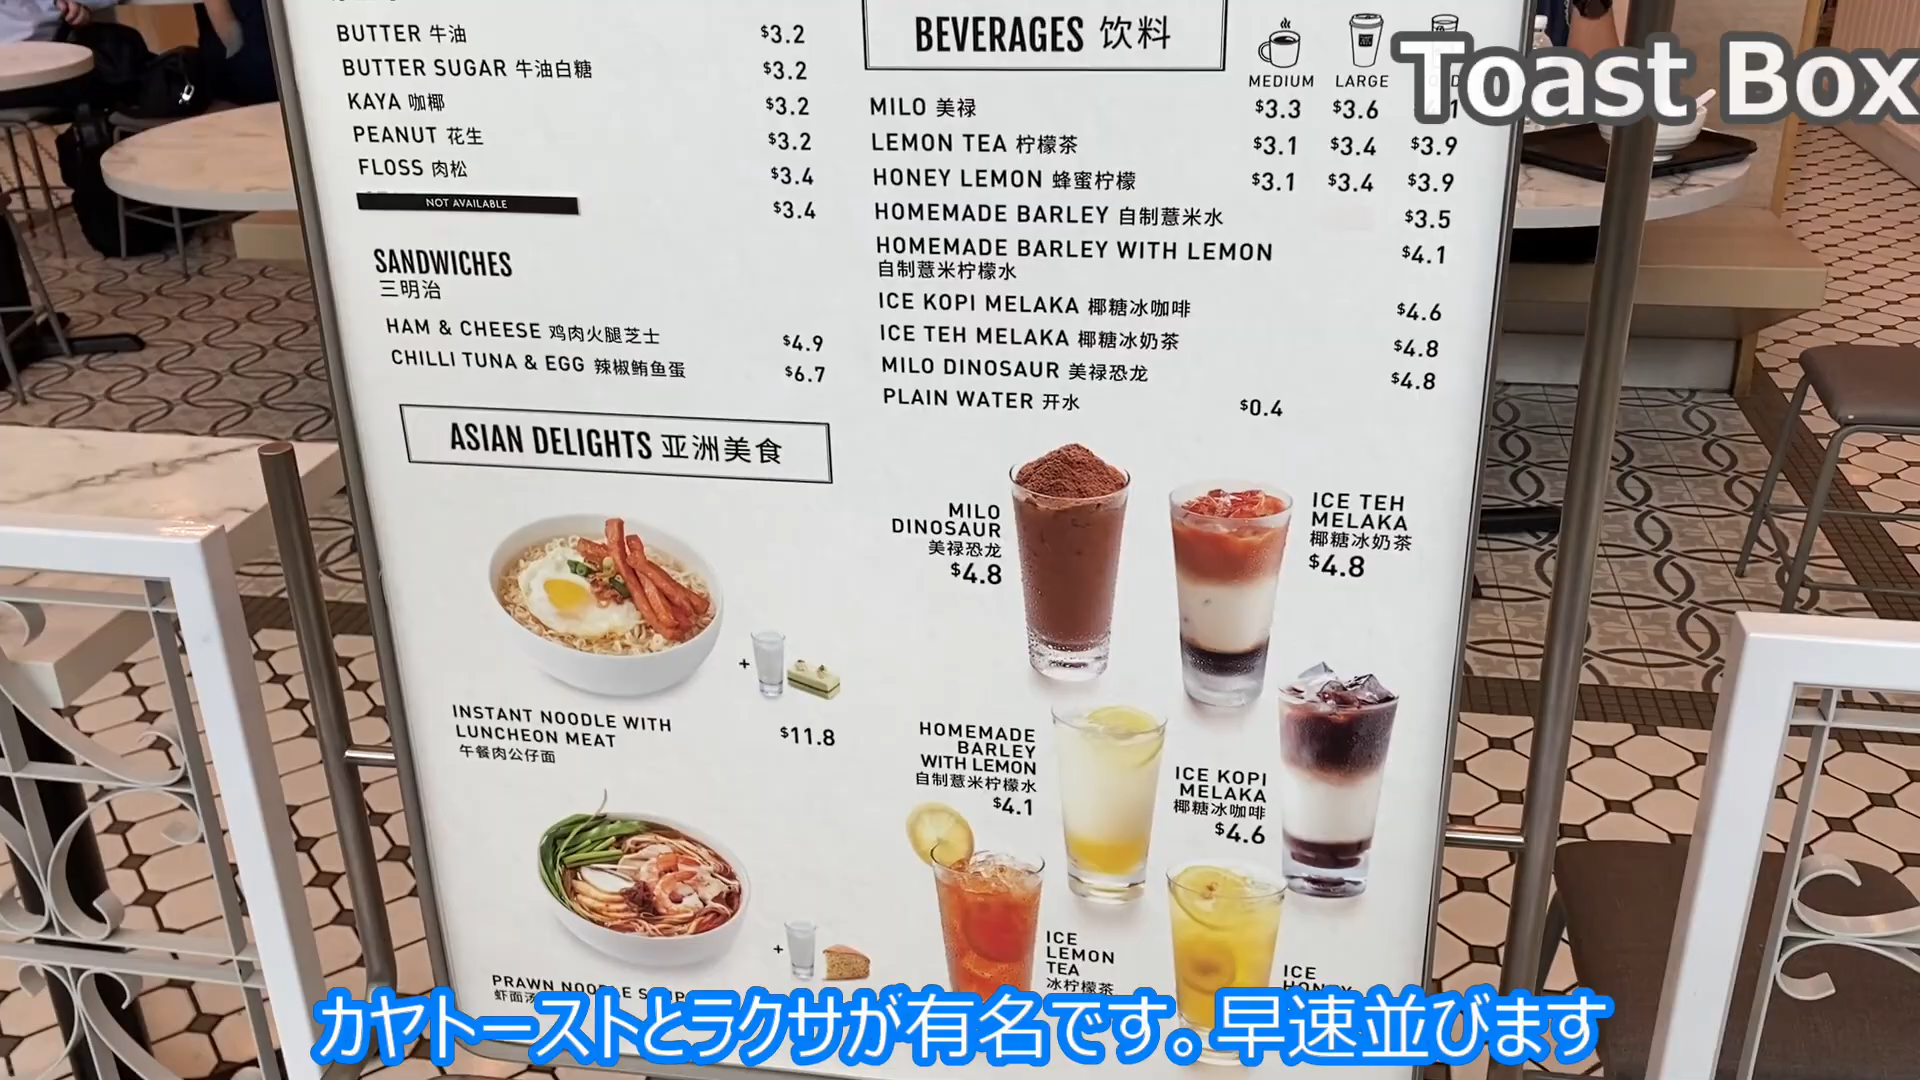 Toast Box
BUTTER 牛油 $3.2
BUTTER SUGAR 牛油白糖 $3.2
KAYA 咖椰 $3.2
PEANUT 花生 $3.2
FLOSS 肉松 $3.4
NOT AVAILABLE $3.4
SANDWICHES
三明治
HAM & CHEESE 鸡肉火腿芝士 $4.9
CHILLI TUNA & EGG 辣椒鲔鱼蛋 $6.7
ASIAN DELIGHTS 亚洲美食
INSTANT NOODLE WITH
LUNCHEON MEAT $11.8
午餐肉公仔面
PRAWN NOODLE SOUP
虾面汤
BEVERAGES 饮料
MEDIUM LARGE
MILO 美禄 $3.3 $3.6
LEMON TEA 柠檬茶 $3.1 $3.4 $3.9
HONEY LEMON 蜂蜜柠檬 $3.1 $3.4 $3.9
HOMEMADE BARLEY 自制薏米水 $3.5
HOMEMADE BARLEY WITH LEMON $4.1
自制薏米柠檬水
ICE KOPI MELAKA 椰糖冰咖啡 $4.6
ICE TEH MELAKA 椰糖冰奶茶 $4.8
MILO DINOSAUR 美禄恐龙 $4.8
PLAIN WATER 开水 $0.4
MILO
DINOSAUR
美禄恐龙
$4.8
ICE TEH
MELAKA
椰糖冰奶茶
$4.8
HOMEMADE
BARLEY
WITH LEMON
自制薏米柠檬水
$4.1
ICE KOPI
MELAKA
椰糖冰咖啡
$4.6
ICE
LEMON
TEA
冰柠檬茶
ICE
HONEY
カヤトーストとラクサが有名です。早速並びます